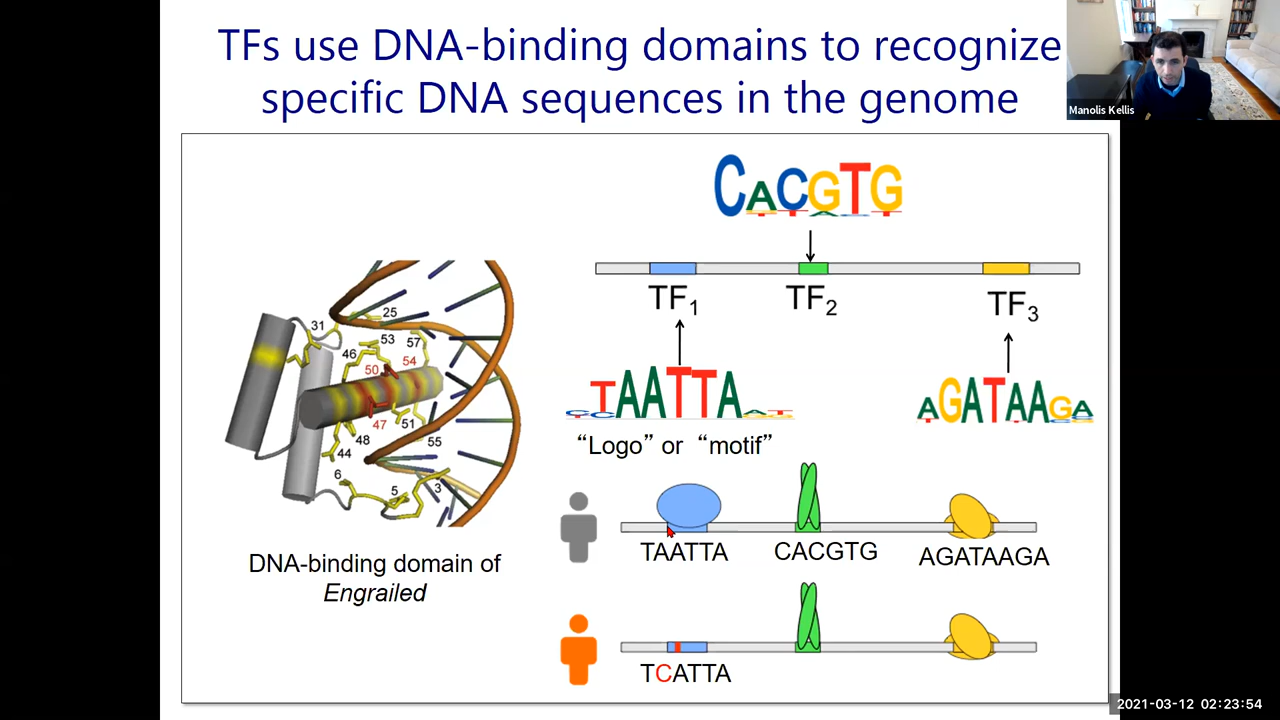 TFs use DNA-binding domains to recognize
specific DNA sequences in the genome
Manolis Kellis
CACGTG
TF1
TF2
TF3
TAATTA
AGATAAGA
“Logo” or “motif”
31
25
53
57
46
54
50
47
51
48
55
44
6
5
3
DNA-binding domain of
Engrailed
TAATTA
CACGTG
AGATAAGA
TCATTA
2021-03-12 02:23:54